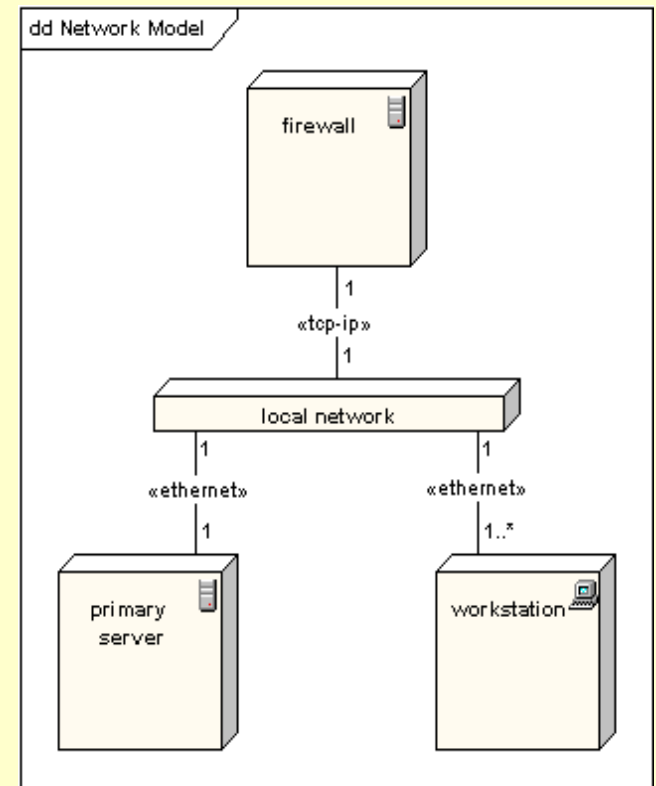 dd Network Model
firewall
1
«tcp-ip»
1
local network
1
«ethernet»
1
1
«ethernet»
1..*
primary
server
workstation